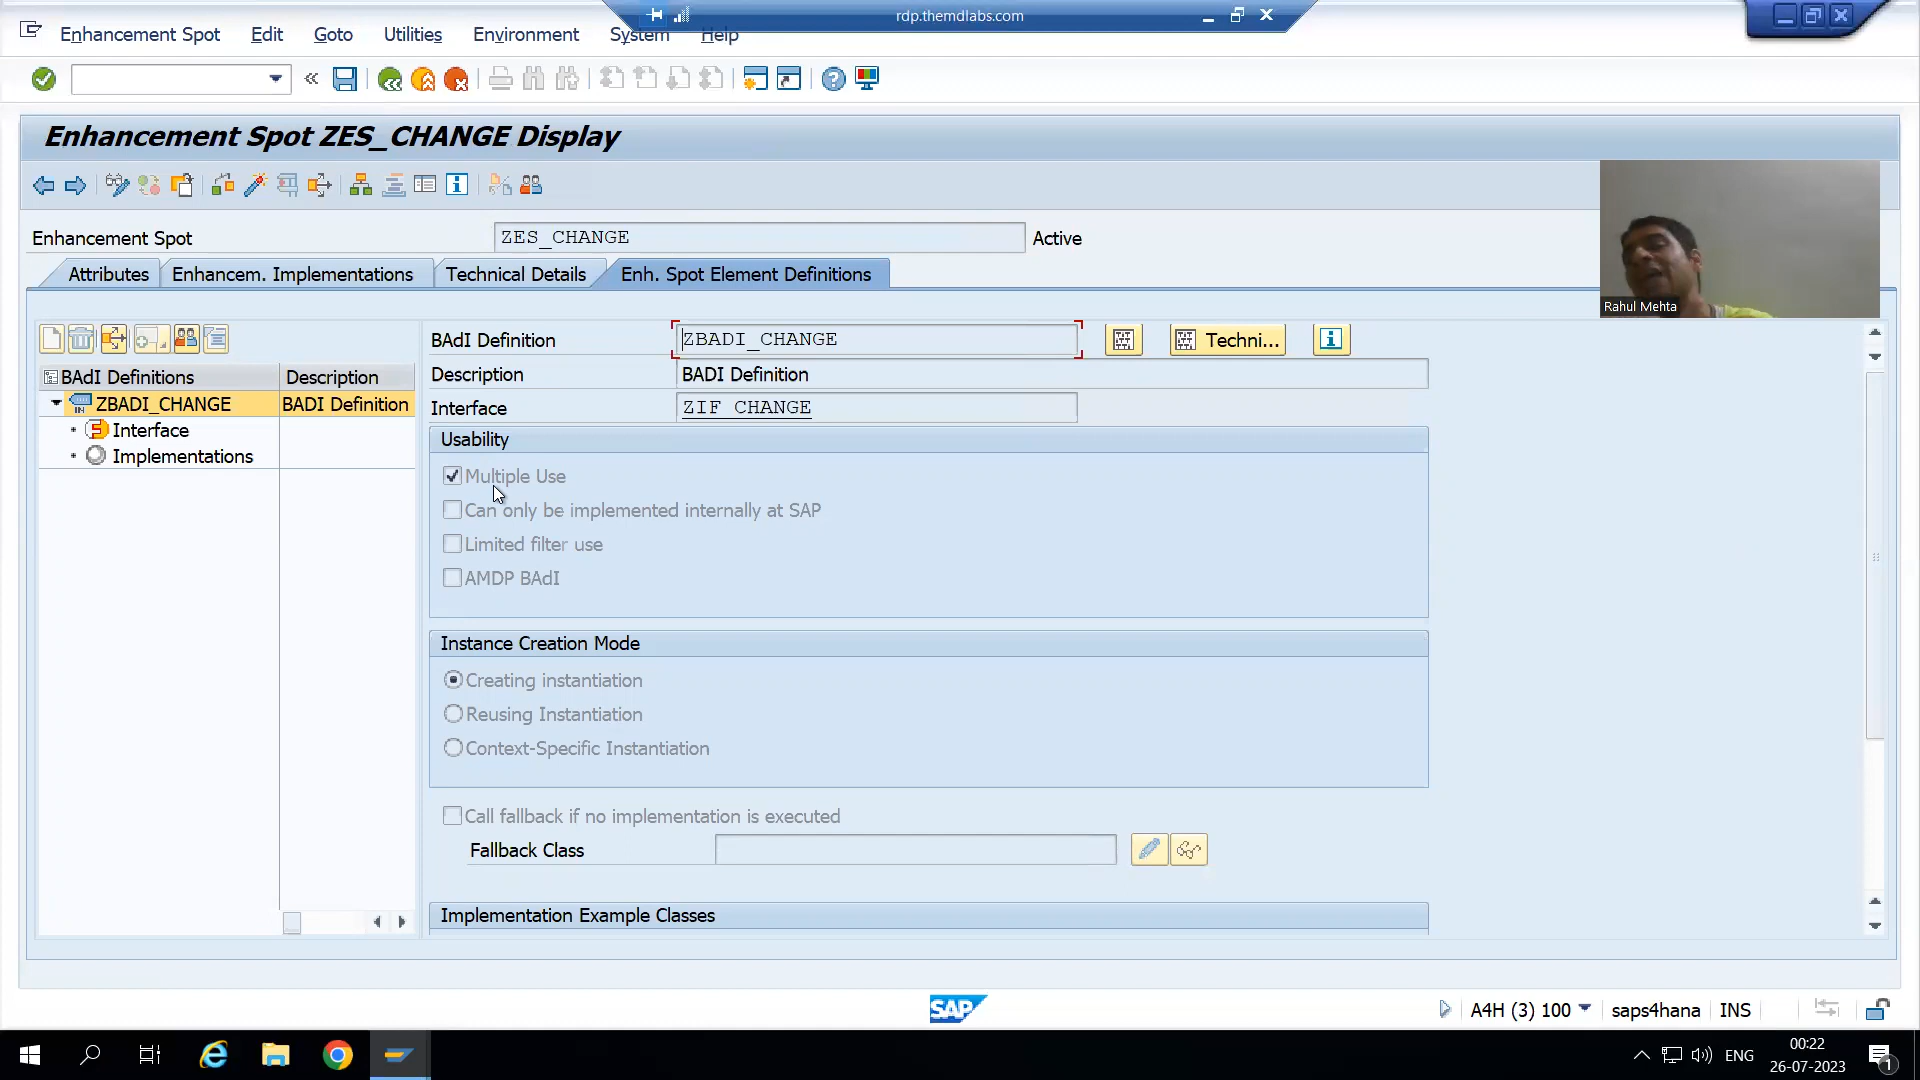 rdp.themdlabs.com
Enhancement Spot Edit Goto Utilities Environment System Help
Enhancement Spot ZES_CHANGE Display
Rahul Mehta
Enhancement Spot ZES_CHANGE Active
Attributes Enhancem. Implementations Technical Details Enh. Spot Element Definitions
BAdI Definitions Description
ZBADI_CHANGE BADI Definition
Interface
Implementations
BAdI Definition ZBADI_CHANGE Techni...
Description BADI Definition
Interface ZIF_CHANGE
Usability
Multiple Use
Can only be implemented internally at SAP
Limited filter use
AMDP BAdI
Instance Creation Mode
Creating instantiation
Reusing Instantiation
Context-Specific Instantiation
Call fallback if no implementation is executed
Fallback Class
Implementation Example Classes
SAP
A4H (3) 100 saps4hana INS
ENG
00:22
26-07-2023
1